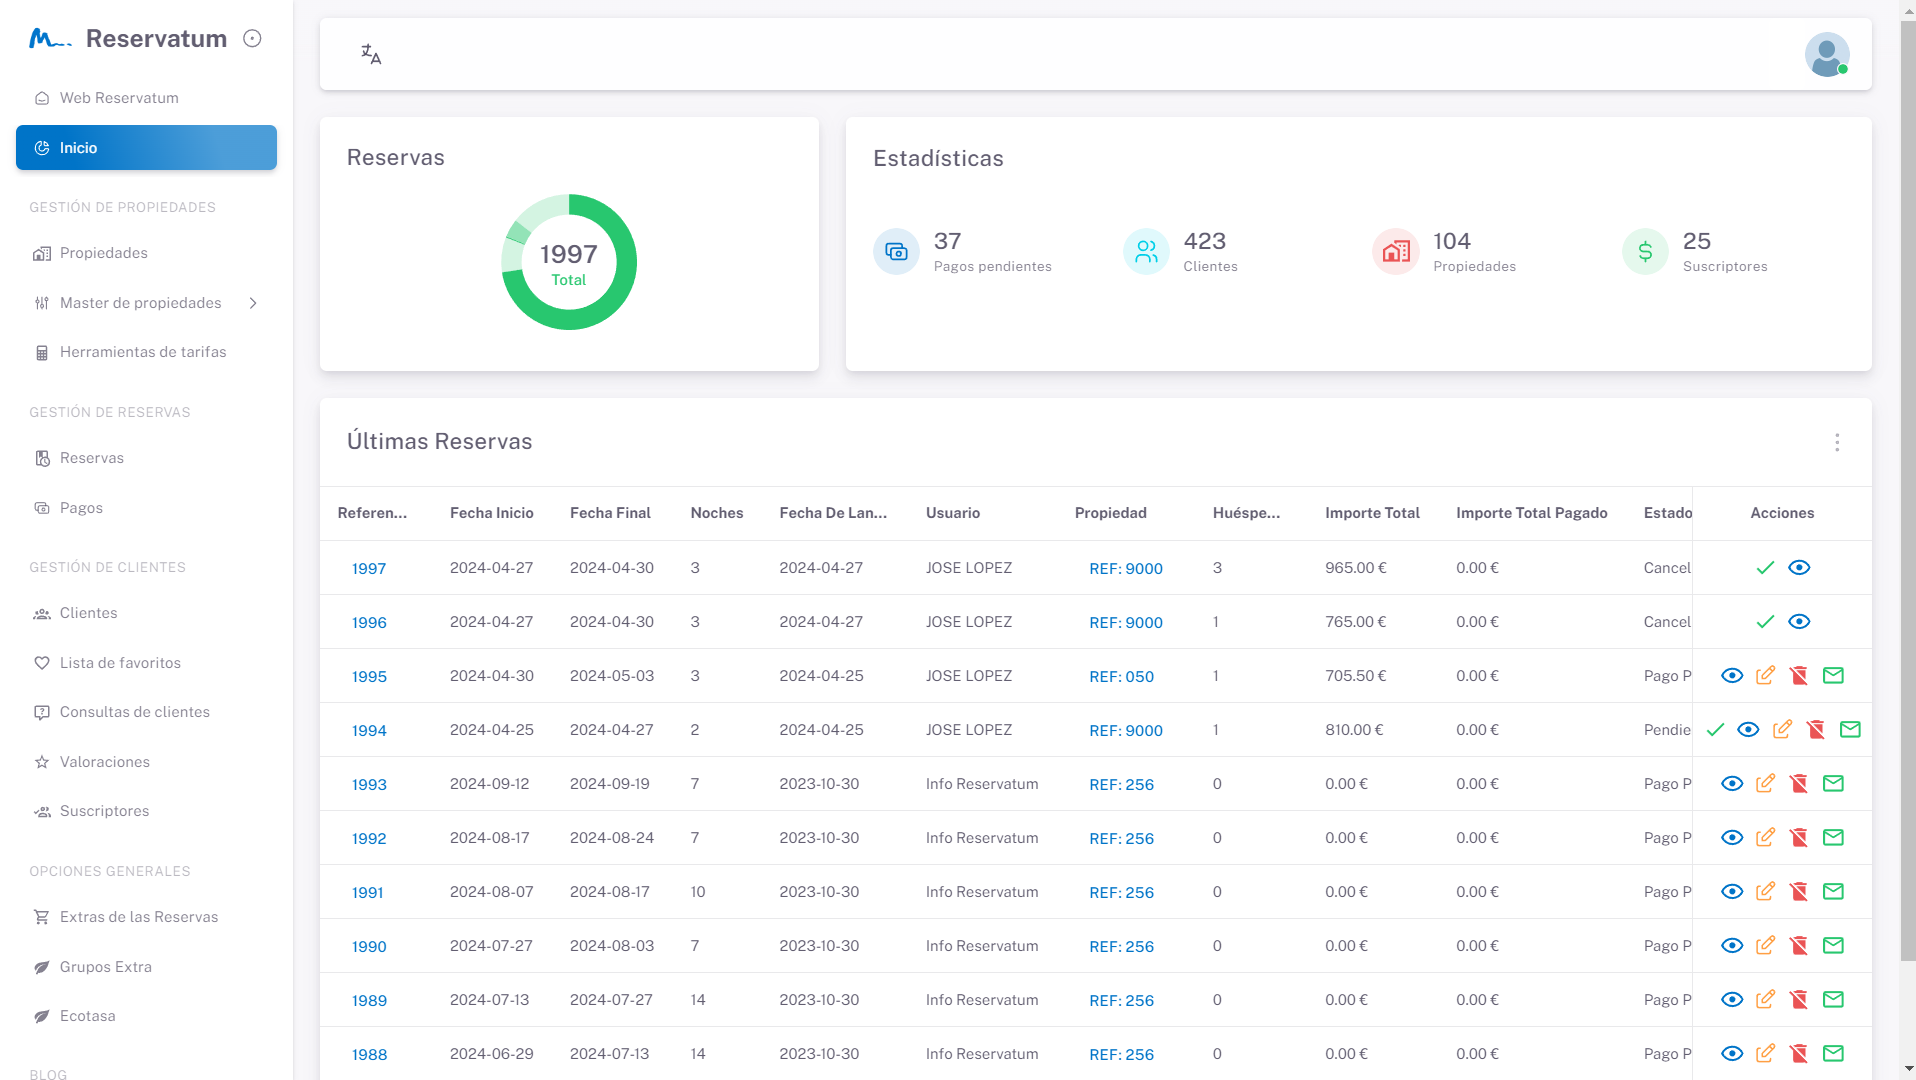 Reservatum
Web Reservatum
Inicio
GESTIÓN DE PROPIEDADES
Propiedades
Master de propiedades
Herramientas de tarifas
GESTIÓN DE RESERVAS
Reservas
Pagos
GESTIÓN DE CLIENTES
Clientes
Lista de favoritos
Consultas de clientes
Valoraciones
Suscriptores
OPCIONES GENERALES
Extras de las Reservas
Grupos Extra
Ecotasa
BLOG
Reservas
1997
Total
Estadísticas
37
Pagos pendientes
423
Clientes
104
Propiedades
25
Suscriptores
Últimas Reservas
Referen... Fecha Inicio Fecha Final Noches Fecha De Lan... Usuario Propiedad Huéspe... Importe Total Importe Total Pagado Estado Acciones
1997 2024-04-27 2024-04-30 3 2024-04-27 JOSE LOPEZ REF: 9000 3 965.00 € 0.00 € Cancel
1996 2024-04-27 2024-04-30 3 2024-04-27 JOSE LOPEZ REF: 9000 1 765.00 € 0.00 € Cancel
1995 2024-04-30 2024-05-03 3 2024-04-25 JOSE LOPEZ REF: 050 1 705.50 € 0.00 € Pago P
1994 2024-04-25 2024-04-27 2 2024-04-25 JOSE LOPEZ REF: 9000 1 810.00 € 0.00 € Pendie
1993 2024-09-12 2024-09-19 7 2023-10-30 Info Reservatum REF: 256 0 0.00 € 0.00 € Pago P
1992 2024-08-17 2024-08-24 7 2023-10-30 Info Reservatum REF: 256 0 0.00 € 0.00 € Pago P
1991 2024-08-07 2024-08-17 10 2023-10-30 Info Reservatum REF: 256 0 0.00 € 0.00 € Pago P
1990 2024-07-27 2024-08-03 7 2023-10-30 Info Reservatum REF: 256 0 0.00 € 0.00 € Pago P
1989 2024-07-13 2024-07-27 14 2023-10-30 Info Reservatum REF: 256 0 0.00 € 0.00 € Pago P
1988 2024-06-29 2024-07-13 14 2023-10-30 Info Reservatum REF: 256 0 0.00 € 0.00 € Pago P